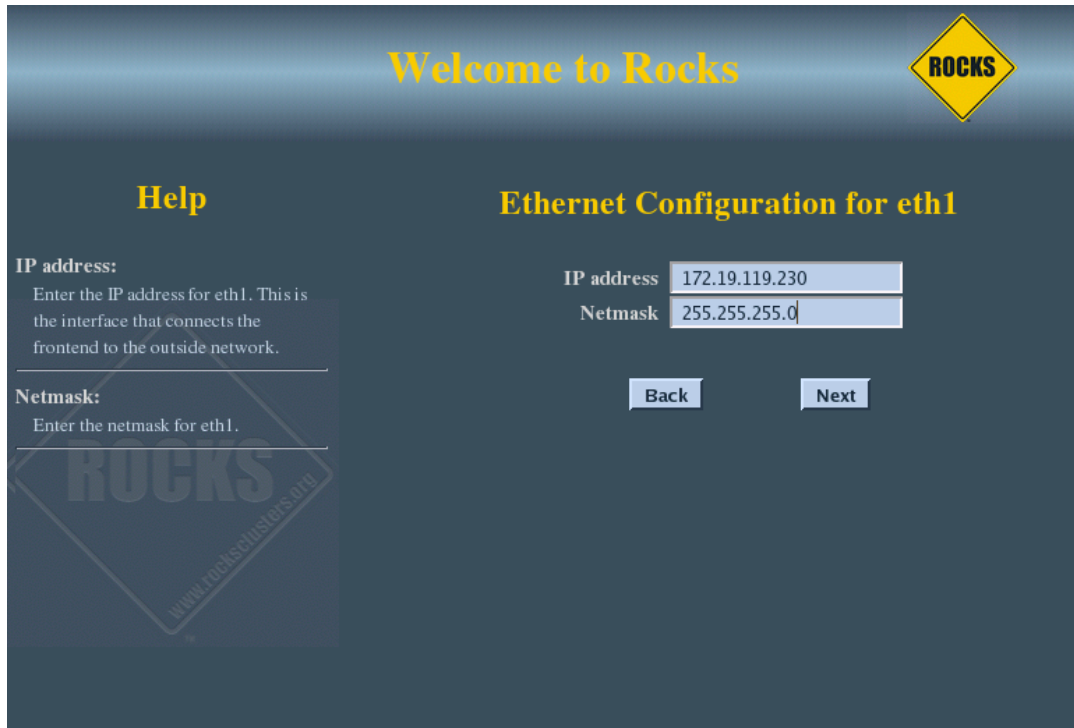 Welcome to Rocks
ROCKS
Help
IP address:
Enter the IP address for eth1. This is
the interface that connects the
frontend to the outside network.
Netmask:
Enter the netmask for eth1.
ROCKS
www.rocksclusters.org
Ethernet Configuration for eth1
IP address 172.19.119.230
Netmask 255.255.255.0
Back Next